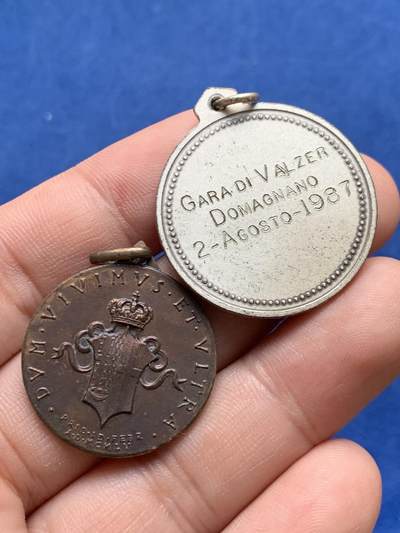 GARA·DI VALZER
DOMAGNANO
2-AGOSTO-1987
·DVM·VIVIMVS·ET·VLTRA·